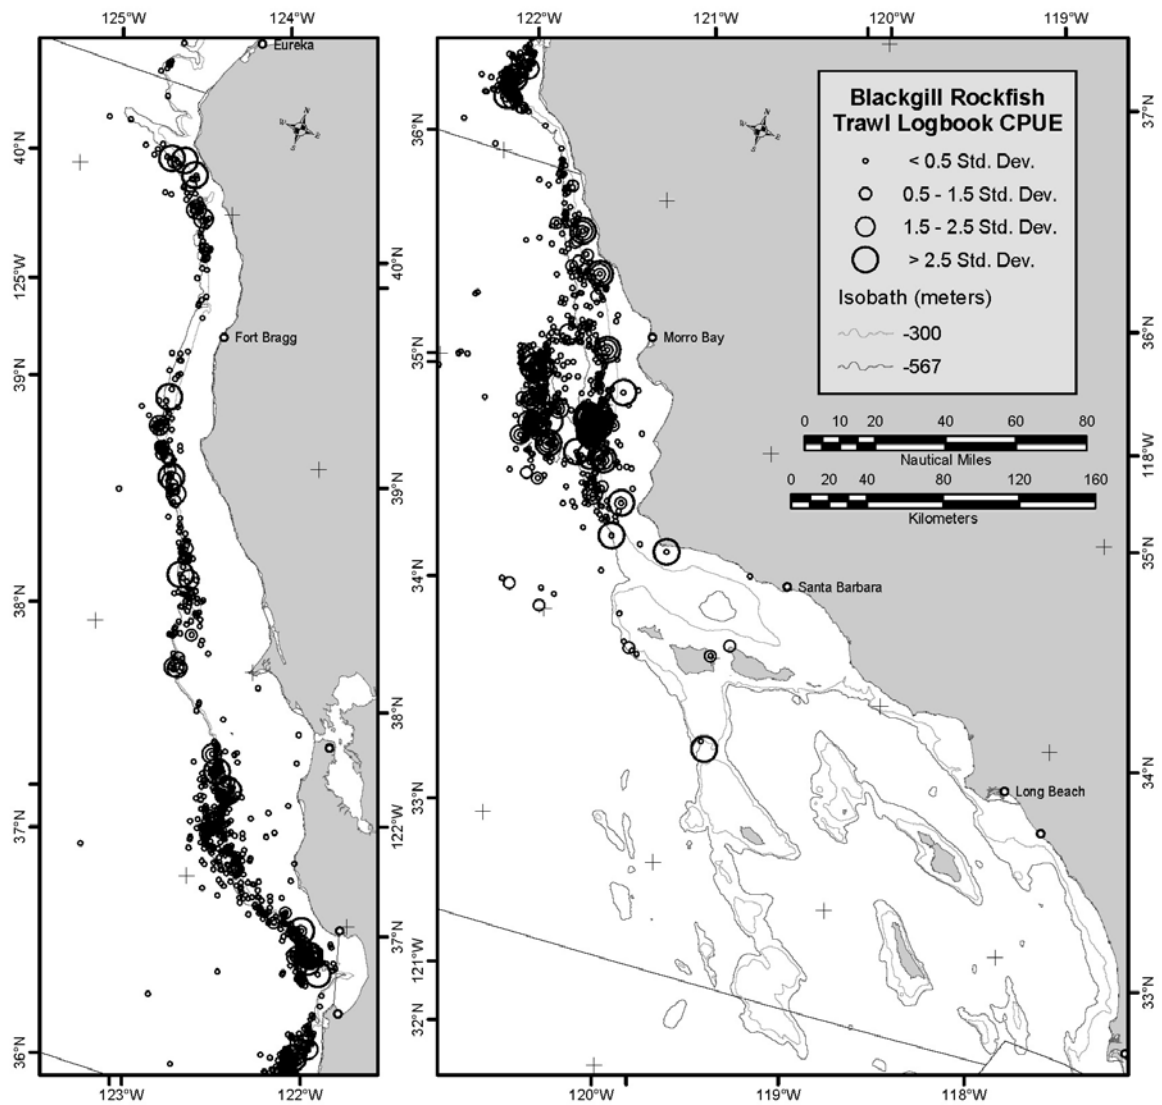 125°W
124°W
122°W
121°W
120°W
119°W
Eureka
N
E
S
W
N
E
S
W
Blackgill Rockfish
Trawl Logbook CPUE
< 0.5 Std. Dev.
0.5 - 1.5 Std. Dev.
1.5 - 2.5 Std. Dev.
> 2.5 Std. Dev.
Isobath (meters)
-300
-567
40°N
125°W
39°N
38°N
37°N
36°N
40°N
39°N
38°N
122°W
37°N
121°W
36°N
35°N
34°N
33°N
32°N
37°N
36°N
118°W
35°N
34°N
33°N
Fort Bragg
Morro Bay
0 10 20 40 60 80
Nautical Miles
0 20 40 80 120 160
Kilometers
Santa Barbara
Long Beach
123°W
122°W
120°W
119°W
118°W